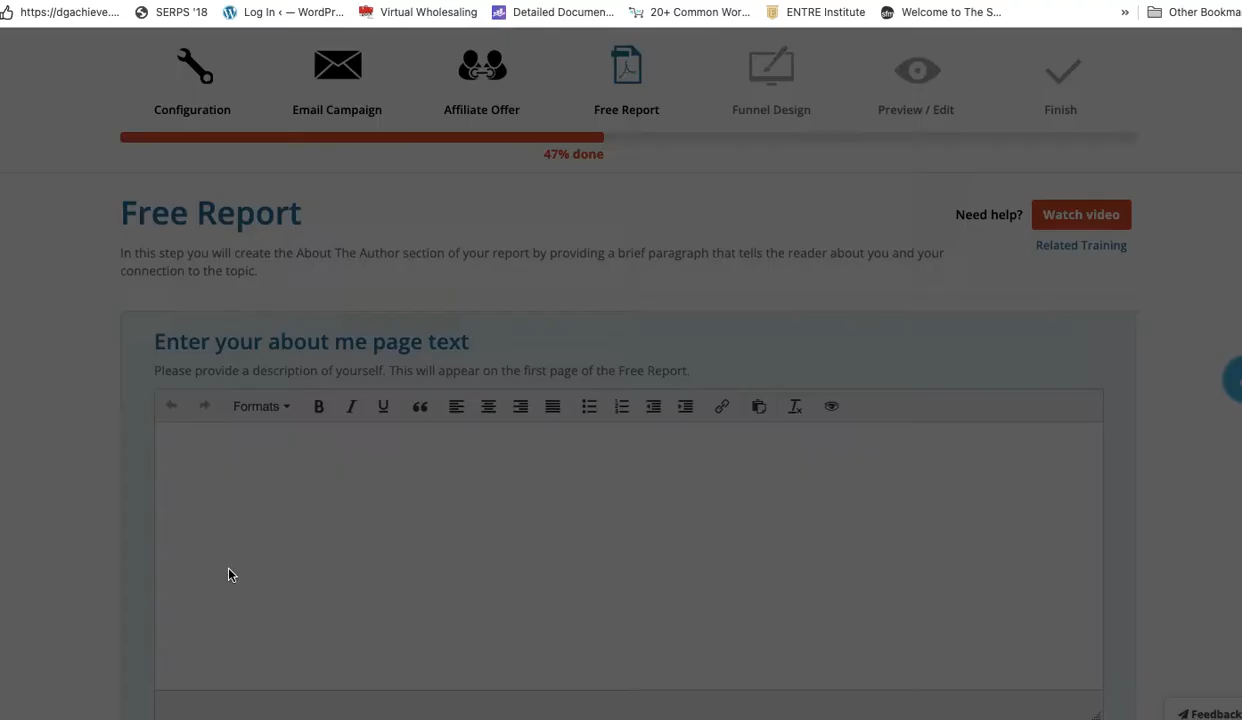 https://dgachieve.... SERPS '18 Log In ‹ — WordPr... Virtual Wholesaling Detailed Documen... 20+ Common Wor... ENTRE Institute Welcome to The S... » Other Bookma
Configuration Email Campaign Affiliate Offer Free Report Funnel Design Preview / Edit Finish
47% done
Free Report
Need help? Watch video
Related Training
In this step you will create the About The Author section of your report by providing a brief paragraph that tells the reader about you and your
connection to the topic.
Enter your about me page text
Please provide a description of yourself. This will appear on the first page of the Free Report.
Formats B I U
Feedback